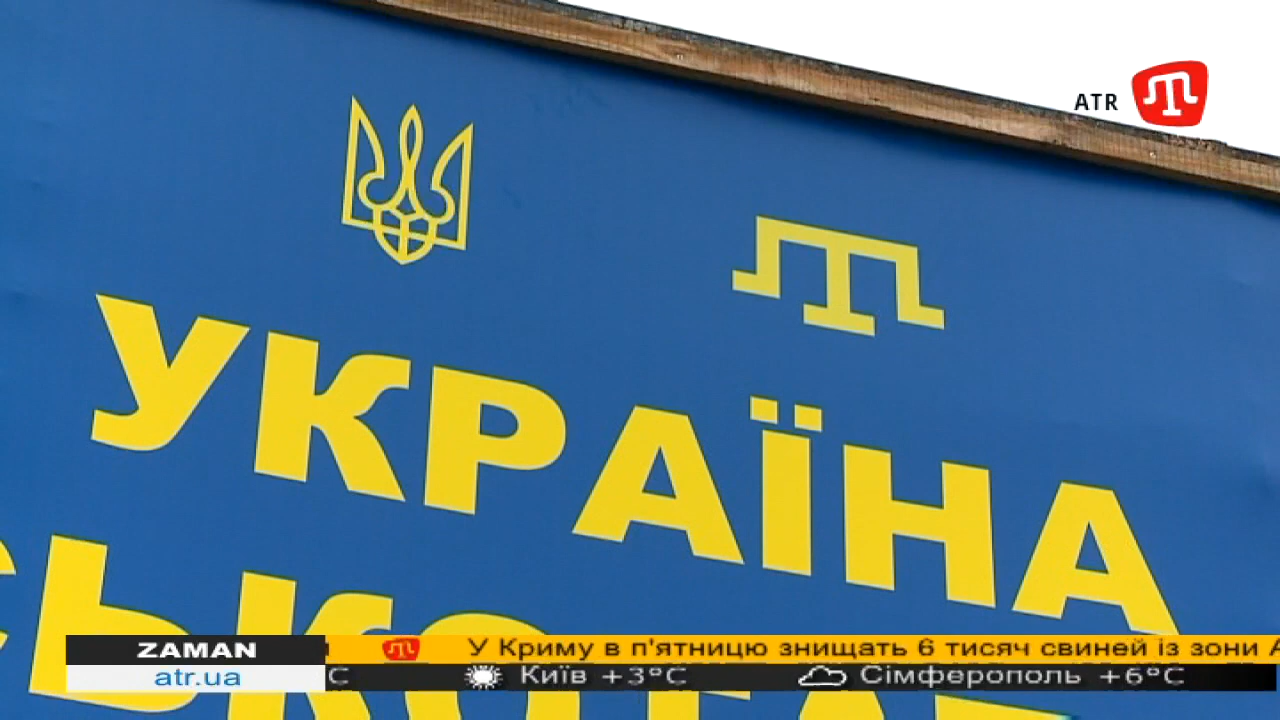 ATR
УКРАЇНА
ZAMAN
У Криму в п'ятницю знищать 6 тисяч свиней із зони
atr.ua
С Київ +3°C Сімферополь +6°C